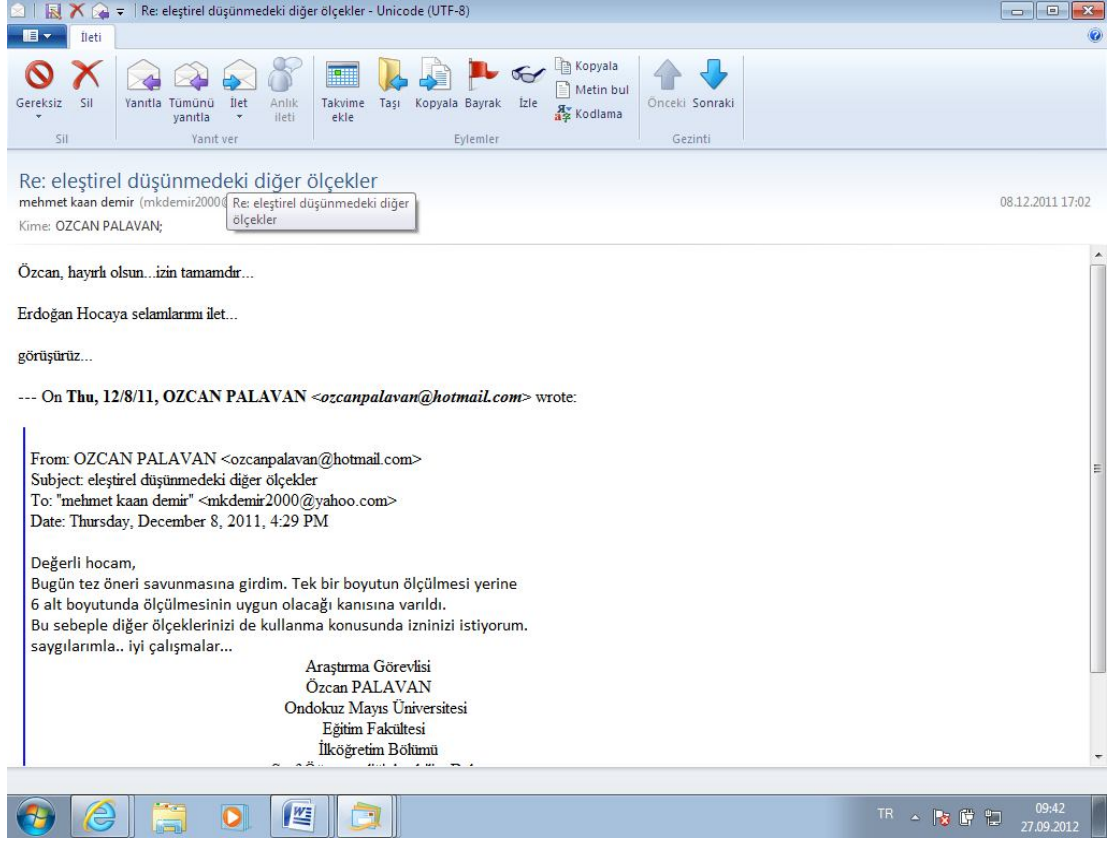 Re: eleştirel düşünmedeki diğer ölçekler - Unicode (UTF-8)
İleti
Gereksiz Sil Yanıtla Tümünü yanıtla İlet Anlık ileti Takvime ekle Taşı Kopyala Bayrak İzle Kopyala Metin bul Kodlama Önceki Sonraki
Sil Yanıt ver Eylemler Gezinti
Re: eleştirel düşünmedeki diğer ölçekler
mehmet kaan demir (mkdemir2000 08.12.2011 17:02
Re: eleştirel düşünmedeki diğer
ölçekler
Kime: OZCAN PALAVAN;
Özcan, hayırlı olsun...izin tamamdır...
Erdoğan Hocaya selamlarımı ilet...
görüşürüz...
--- On Thu, 12/8/11, OZCAN PALAVAN <ozcanpalavan@hotmail.com> wrote:
From: OZCAN PALAVAN <ozcanpalavan@hotmail.com>
Subject: eleştirel düşünmedeki diğer ölçekler
To: "mehmet kaan demir" <mkdemir2000@yahoo.com>
Date: Thursday, December 8, 2011, 4:29 PM
Değerli hocam,
Bugün tez öneri savunmasına girdim. Tek bir boyutun ölçülmesi yerine
6 alt boyutunda ölçülmesinin uygun olacağı kanısına varıldı.
Bu sebeple diğer ölçeklerinizi de kullanma konusunda izninizi istiyorum.
saygılarımla.. iyi çalışmalar...
Araştırma Görevlisi
Özcan PALAVAN
Ondokuz Mayıs Üniversitesi
Eğitim Fakültesi
İlköğretim Bölümü
TR 09:42
27.09.2012